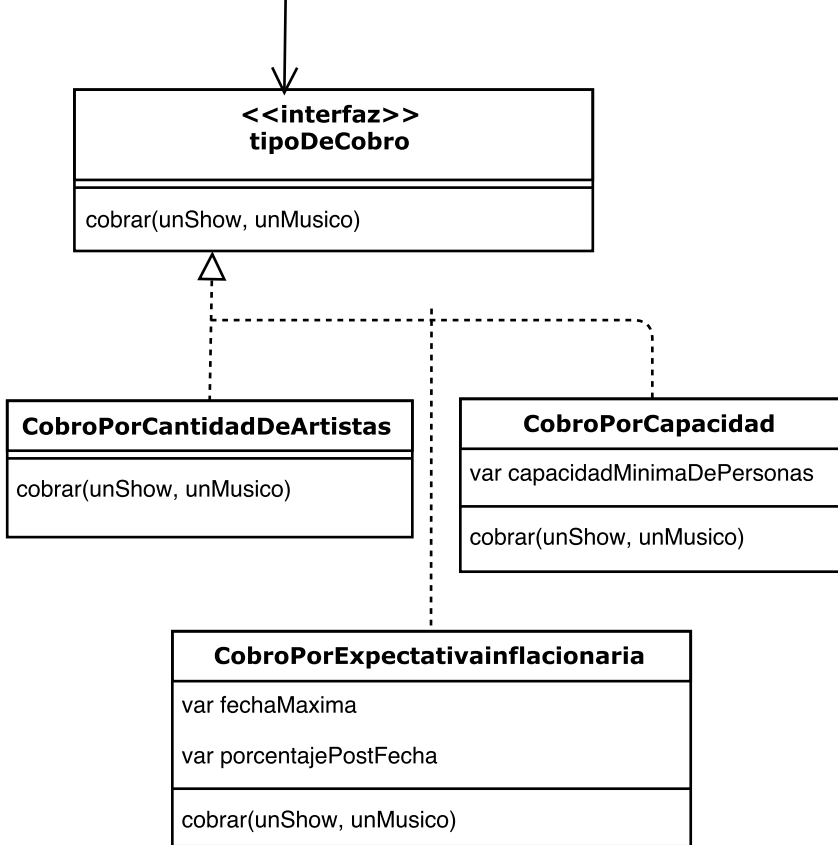 <<interfaz>>
tipoDeCobro
cobrar(unShow, unMusico)
CobroPorCantidadDeArtistas
cobrar(unShow, unMusico)
CobroPorCapacidad
var capacidadMinimaDePersonas
cobrar(unShow, unMusico)
CobroPorExpectativainflacionaria
var fechaMaxima
var porcentajePostFecha
cobrar(unShow, unMusico)